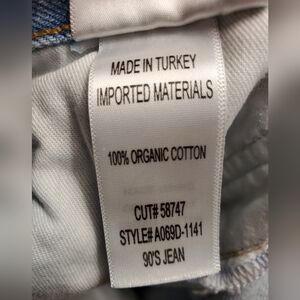 MADE IN TURKEY
IMPORTED MATERIALS
100% ORGANIC COTTON
CUT# 58747
STYLE# A069D-1141
90'S JEAN